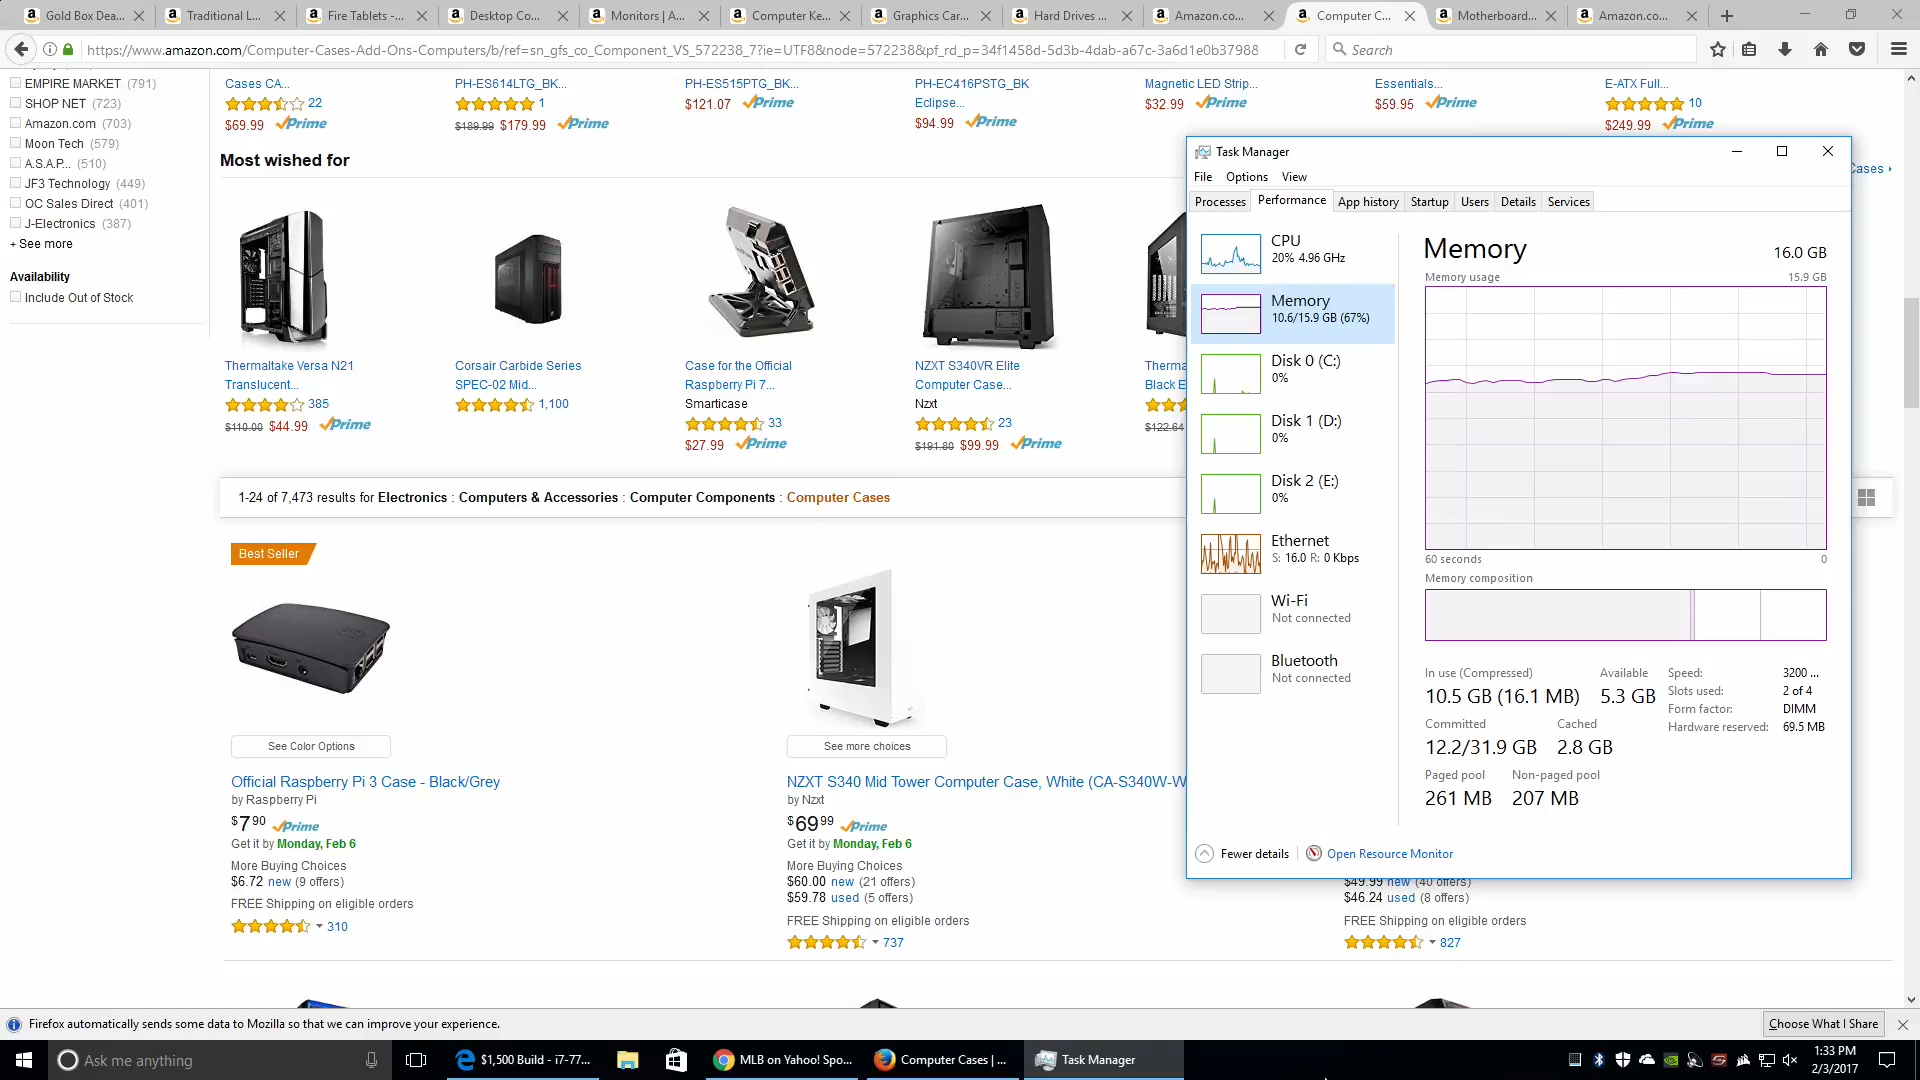 Gold Box Dea...
Traditional L...
Fire Tablets -...
Desktop Co...
Monitors | A...
Computer Ke...
Graphics Car...
Hard Drives ...
Amazon.co...
Computer C...
Motherboard...
Amazon.co...
https://www.amazon.com/Computer-Cases-Add-Ons-Computers/b/ref=sn_gfs_co_Component_VS_572238_7?ie=UTF8&node=572238&pf_rd_p=34f1458d-5d3b-4dab-a67c-3a6d1e0b37988
Search
EMPIRE MARKET (791)
SHOP NET (723)
Amazon.com (703)
Moon Tech (579)
A.S.A.P... (510)
JF3 Technology (449)
OC Sales Direct (401)
J-Electronics (387)
+ See more
Availability
Include Out of Stock
Cases CA...
22
$69.99 Prime
PH-ES614LTG_BK...
1
$189.99 $179.99 Prime
PH-ES515PTG_BK...
$121.07 Prime
PH-EC416PSTG_BK
Eclipse...
$94.99 Prime
Magnetic LED Strip...
$32.99 Prime
Essentials...
$59.95 Prime
E-ATX Full...
10
$249.99 Prime
Most wished for
Cases
Thermaltake Versa N21
Translucent...
385
$110.00 $44.99 Prime
Corsair Carbide Series
SPEC-02 Mid...
1,100
Case for the Official
Raspberry Pi 7...
Smarticase
33
$27.99 Prime
NZXT S340VR Elite
Computer Case...
Nzxt
23
$191.80 $99.99 Prime
Therma
Black E
$122.64
1-24 of 7,473 results for Electronics : Computers & Accessories : Computer Components : Computer Cases
Best Seller
See Color Options
Official Raspberry Pi 3 Case - Black/Grey
by Raspberry Pi
$7 90 Prime
Get it by Monday, Feb 6
More Buying Choices
$6.72 new (9 offers)
FREE Shipping on eligible orders
310
See more choices
NZXT S340 Mid Tower Computer Case, White (CA-S340W-W
by Nzxt
$69 99 Prime
Get it by Monday, Feb 6
More Buying Choices
$60.00 new (21 offers)
$59.78 used (5 offers)
FREE Shipping on eligible orders
737
$49.99 new (40 offers)
$46.24 used (8 offers)
FREE Shipping on eligible orders
827
Task Manager
File Options View
Processes Performance App history Startup Users Details Services
CPU
20% 4.96 GHz
Memory
10.6/15.9 GB (67%)
Disk 0 (C:)
0%
Disk 1 (D:)
0%
Disk 2 (E:)
0%
Ethernet
S: 16.0 R: 0 Kbps
Wi-Fi
Not connected
Bluetooth
Not connected
Memory 16.0 GB
Memory usage 15.9 GB
60 seconds 0
Memory composition
In use (Compressed) Available
10.5 GB (16.1 MB) 5.3 GB
Committed Cached
12.2/31.9 GB 2.8 GB
Paged pool Non-paged pool
261 MB 207 MB
Speed: 3200 ...
Slots used: 2 of 4
Form factor: DIMM
Hardware reserved: 69.5 MB
Fewer details Open Resource Monitor
Firefox automatically sends some data to Mozilla so that we can improve your experience.
Choose What I Share
Ask me anything
$1,500 Build - i7-77...
MLB on Yahoo! Spo...
Computer Cases | ...
Task Manager
1:33 PM
2/3/2017